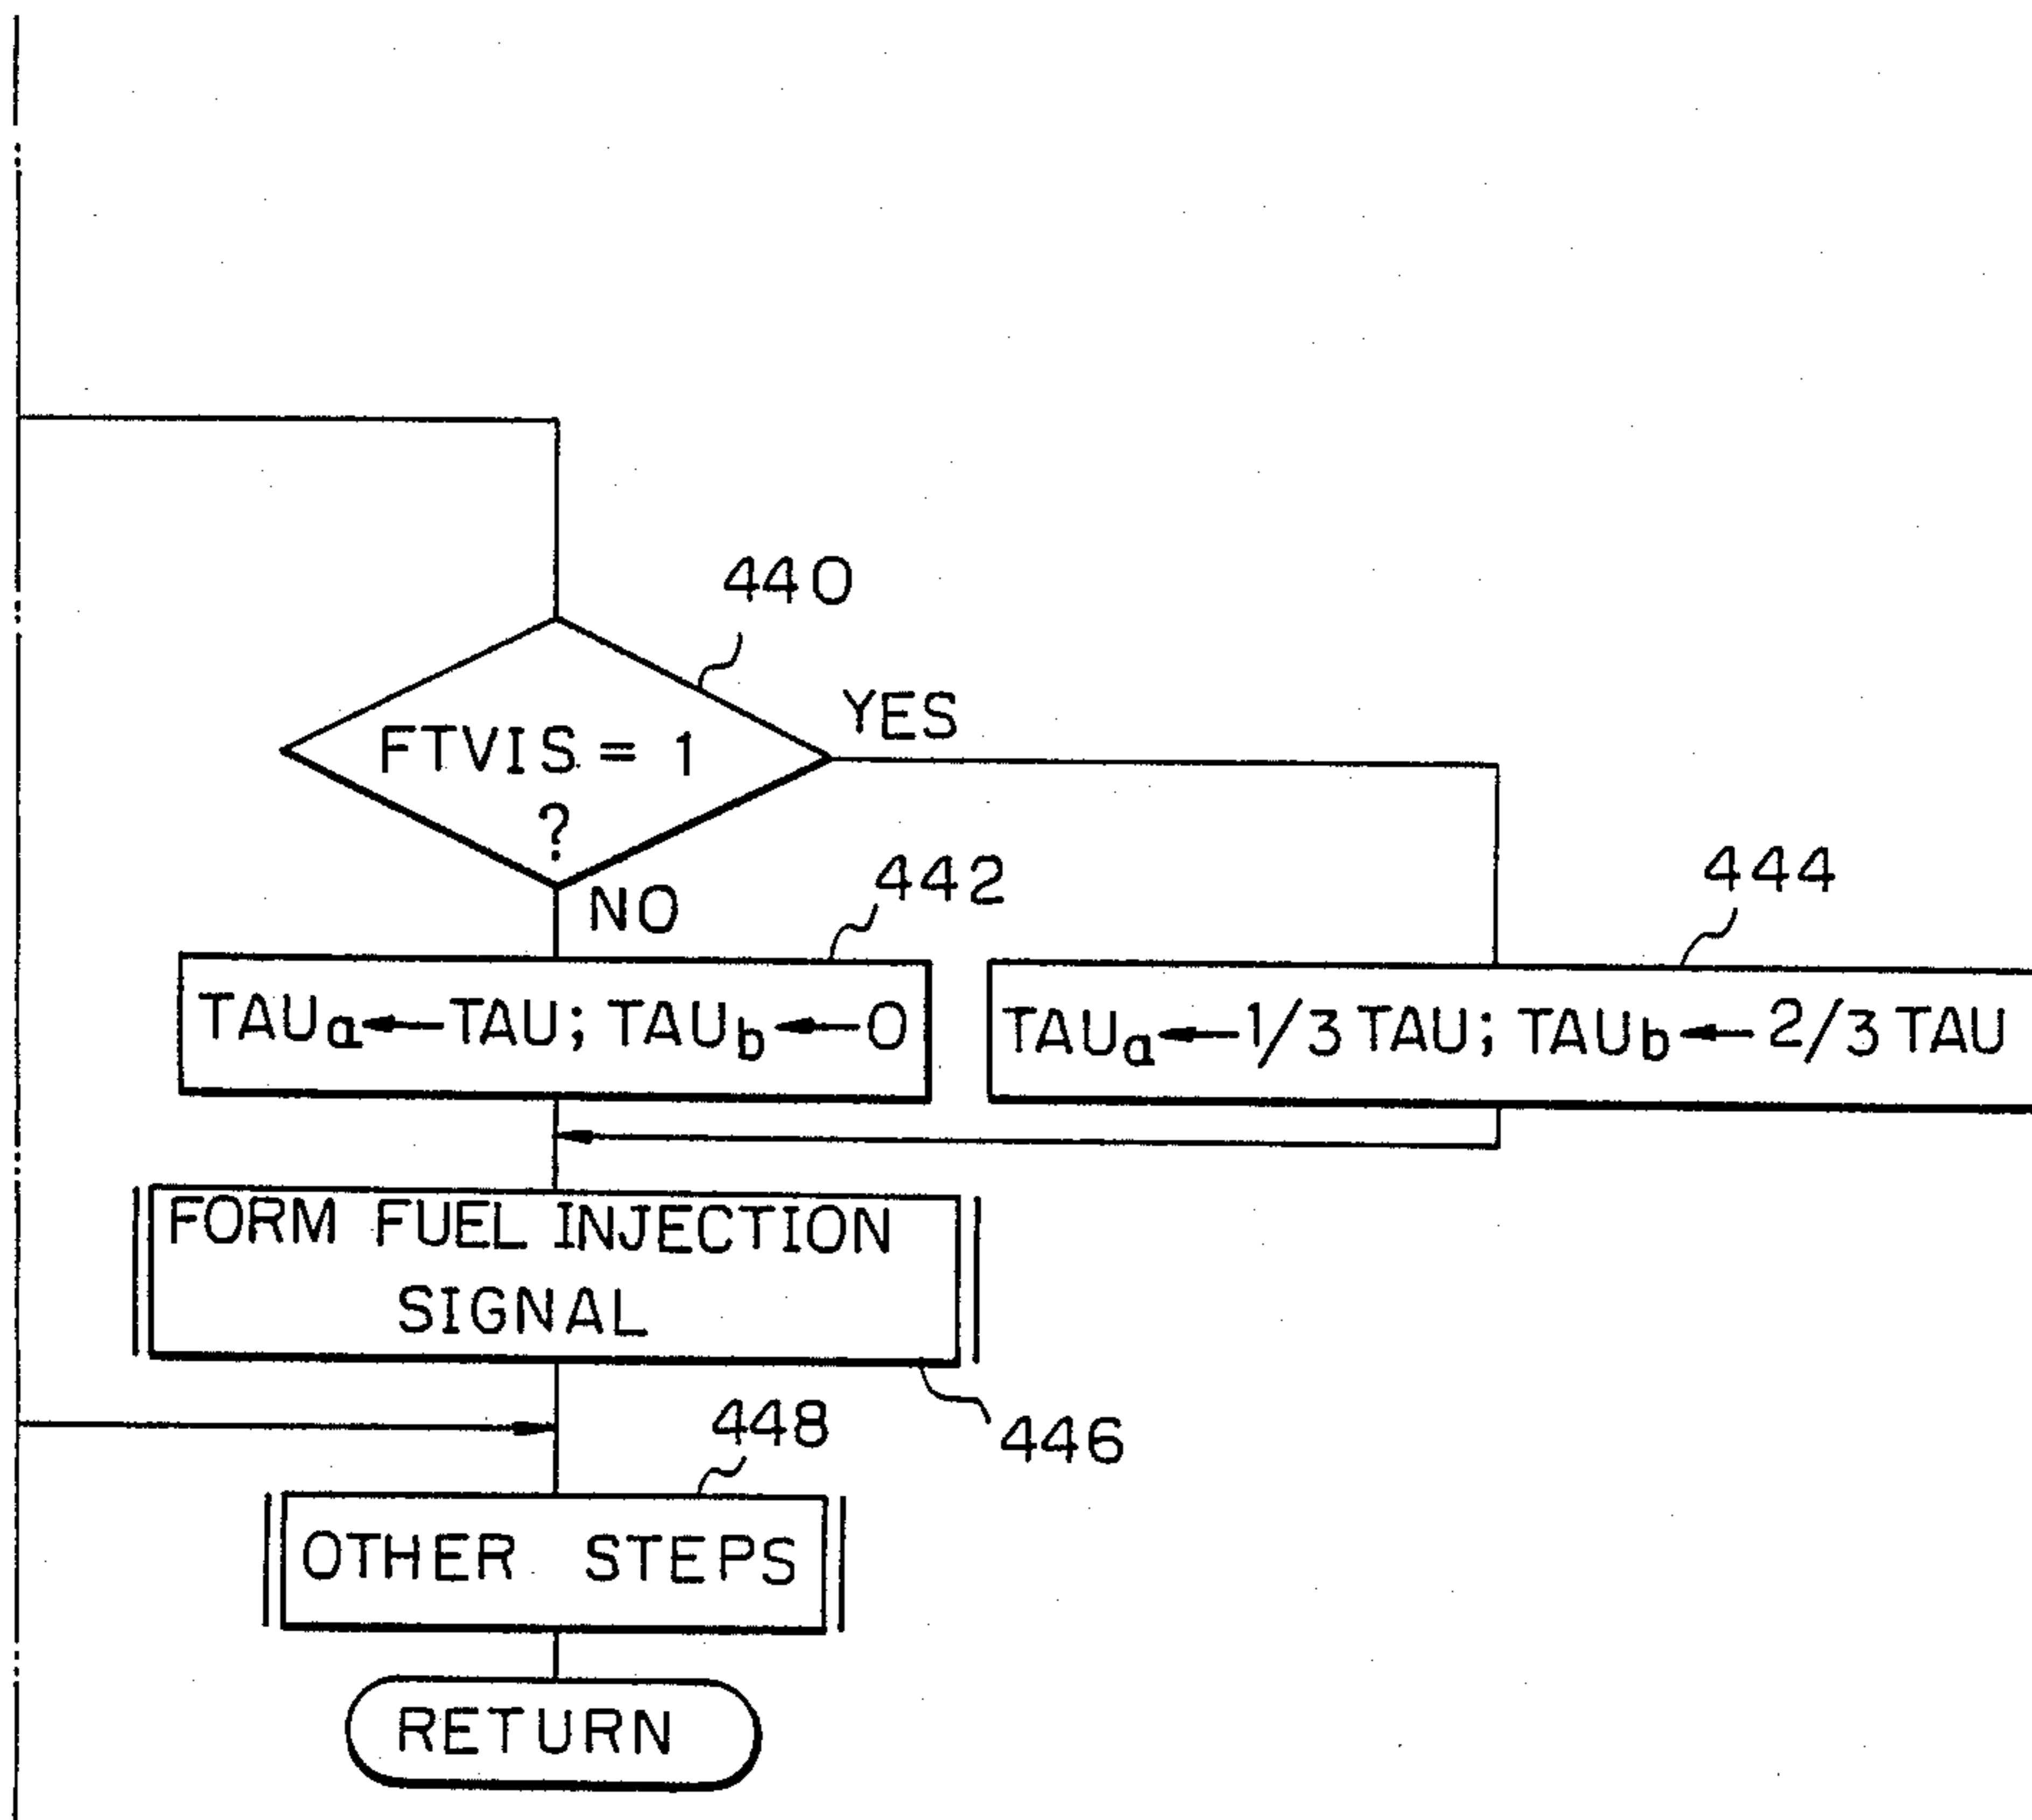 440
YES
FTVIS = 1
?
NO
442
444
TAUa←TAU; TAUb←0
TAUa←1/3 TAU; TAUb←2/3 TAU
FORM FUEL INJECTION
SIGNAL
446
448
OTHER STEPS
RETURN